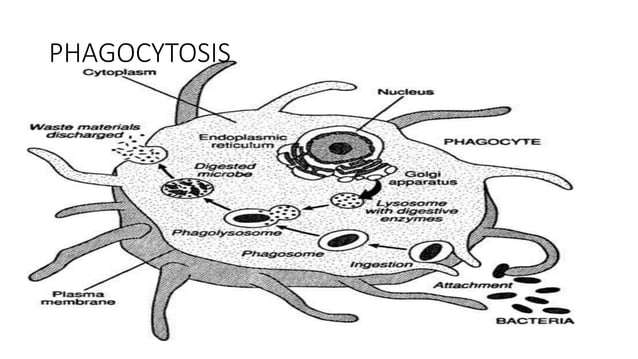 PHAGOCYTOSIS
Cytoplasm
Nucleus
Waste materials
discharged
Endoplasmic
reticulum
PHAGOCYTE
Digested
microbe
Golgi
apparatus
Lysosome
with digestive
enzymes
Phagolysosome
Phagosome
Ingestion
Attachment
Plasma
membrane
BACTERIA